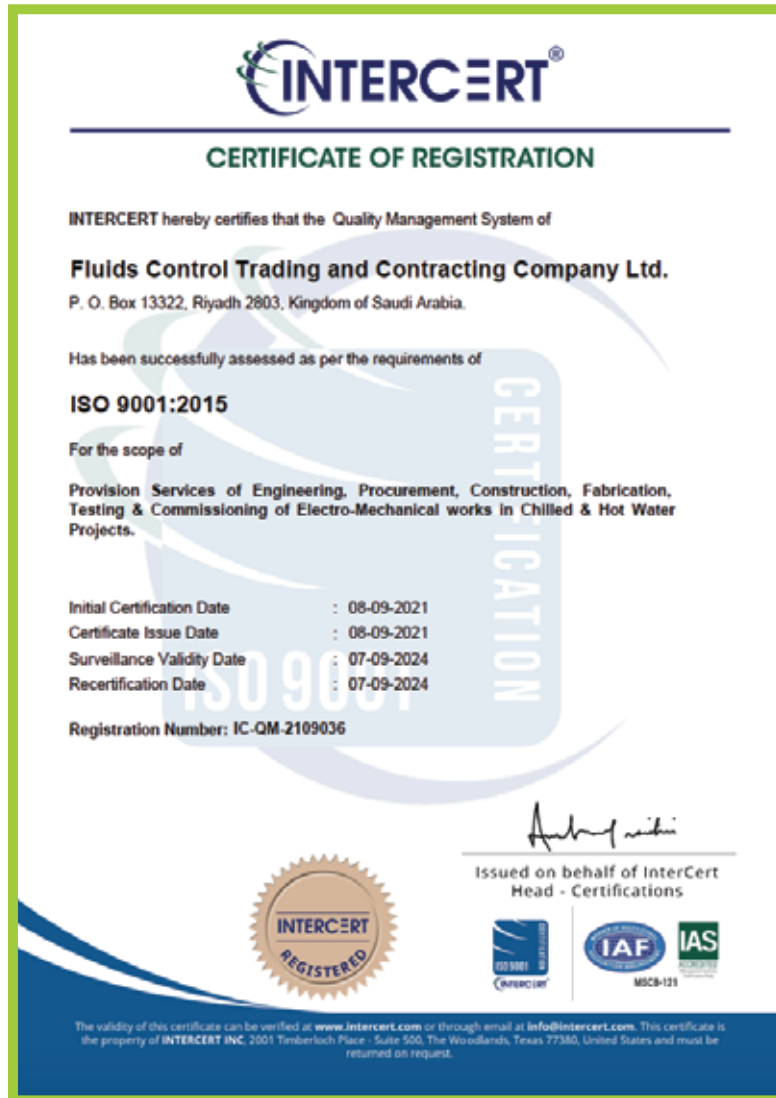 INTERCERT®
CERTIFICATE OF REGISTRATION
INTERCERT hereby certifies that the Quality Management System of
Fluids Control Trading and Contracting Company Ltd.
P. O. Box 13322, Riyadh 2803, Kingdom of Saudi Arabia.
Has been successfully assessed as per the requirements of
ISO 9001:2015
For the scope of
Provision Services of Engineering, Procurement, Construction, Fabrication,
Testing & Commissioning of Electro-Mechanical works in Chilled & Hot Water
Projects.
Initial Certification Date : 08-09-2021
Certificate Issue Date : 08-09-2021
Surveillance Validity Date : 07-09-2024
Recertification Date : 07-09-2024
Registration Number: IC-QM-2109036
CERTIFICATION
ISO 9001
Issued on behalf of InterCert
Head - Certifications
INTERCERT
REGISTERED
ISO 9001
CERTIFICATION
INTERCERT
IAF
IAS
ACCREDITED
MSCB-121
The validity of this certificate can be verified at www.intercert.com or through email at info@intercert.com. This certificate is
the property of INTERCERT INC, 2001 Timberloch Place - Suite 500, The Woodlands, Texas 77380, United States and must be
returned on request.